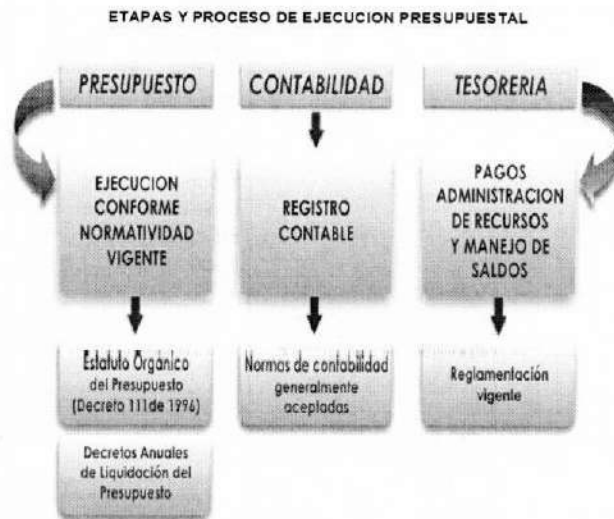 ETAPAS Y PROCESO DE EJECUCION PRESUPUESTAL
PRESUPUESTO
CONTABILIDAD
TESORERIA
EJECUCION
CONFORME
NORMATIVIDAD
VIGENTE
REGISTRO
CONTABLE
PAGOS
ADMINISTRACION
DE RECURSOS
Y MANEJO DE
SALDOS
Estatuto Orgánico
del Presupuesto
(Decreto 111 de 1996)
Normas de contabilidad
generalmente
aceptadas
Reglamentación
vigente
Decretos Anuales
de Liquidación del
Presupuesto